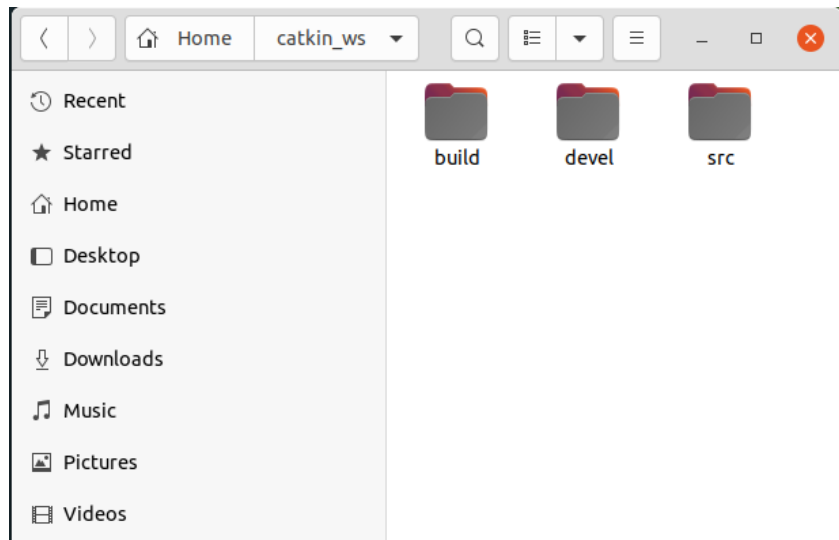 Home catkin_ws
Recent
Starred
Home
Desktop
Documents
Downloads
Music
Pictures
Videos
build devel src